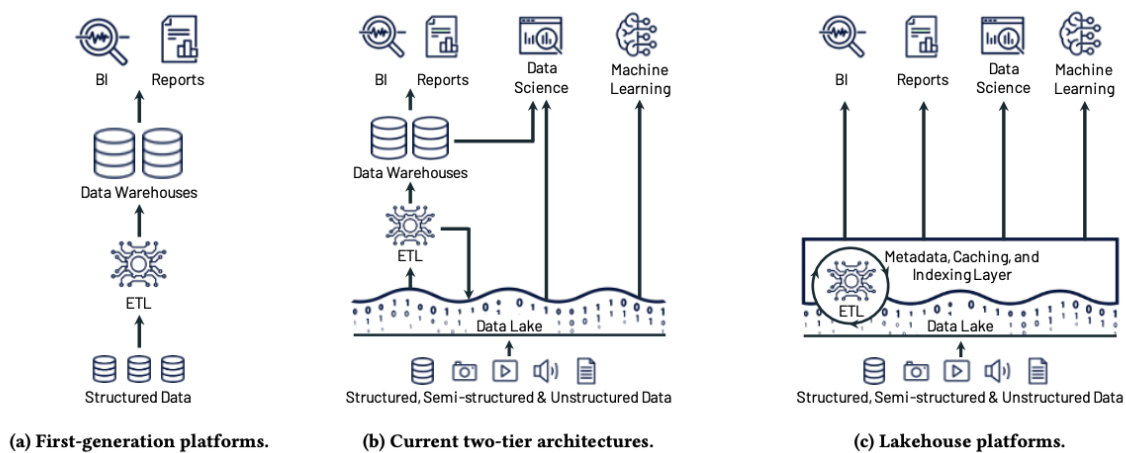 BI
Reports
Data Warehouses
ETL
Structured Data
(a) First-generation platforms.
BI
Reports
Data
Science
Machine
Learning
Data Warehouses
ETL
Data Lake
Structured, Semi-structured & Unstructured Data
(b) Current two-tier architectures.
BI
Reports
Data
Science
Machine
Learning
Metadata, Caching, and
Indexing Layer
ETL
Data Lake
Structured, Semi-structured & Unstructured Data
(c) Lakehouse platforms.